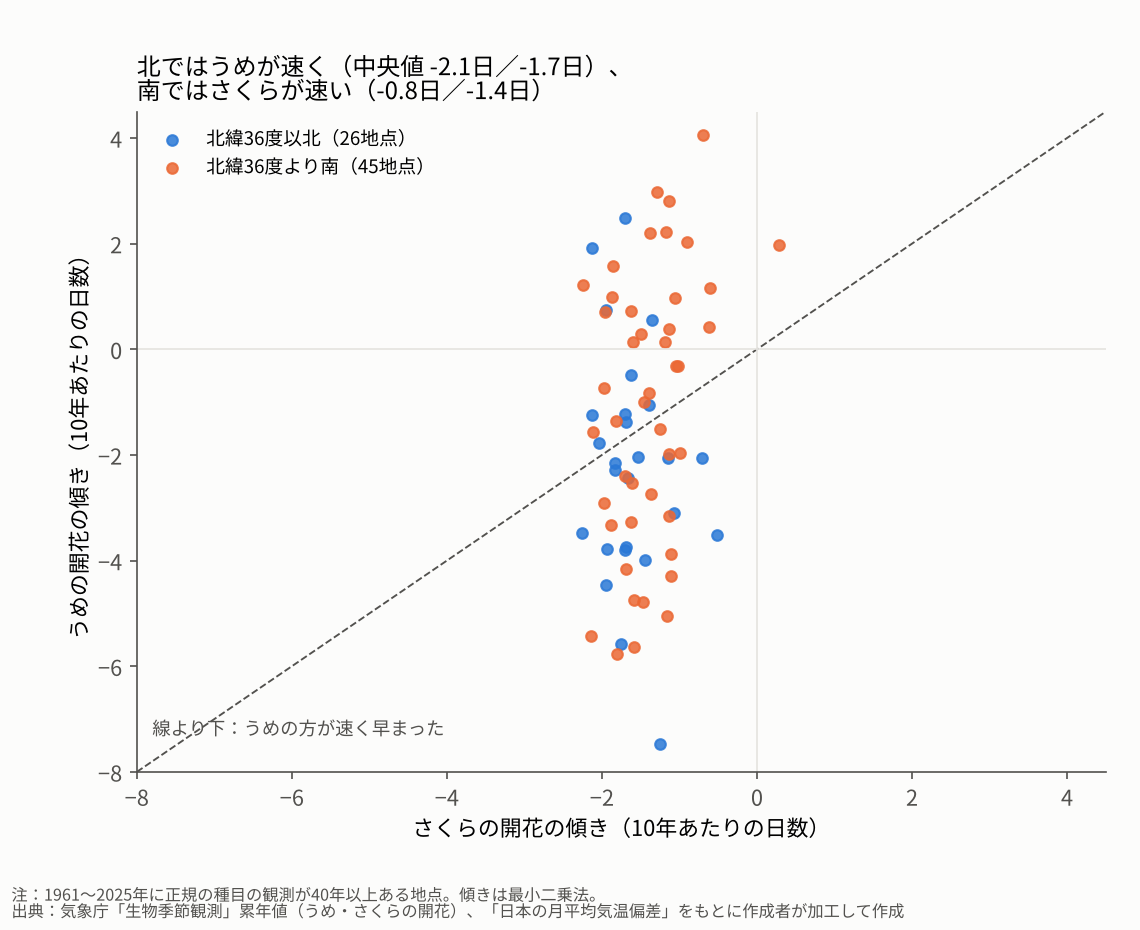 北ではうめが速く（中央値 -2.1日／-1.7日）、
南ではさくらが速い（-0.8日／-1.4日）
北緯36度以北（26地点）
北緯36度より南（45地点）
4
2
0
−2
−4
−6
−8
うめの開花の傾き（10年あたりの日数）
線より下：うめの方が速く早まった
−8
−6
−4
−2
0
2
4
さくらの開花の傾き（10年あたりの日数）
注：1961～2025年に正規の種目の観測が40年以上ある地点。傾きは最小二乗法。
出典：気象庁「生物季節観測」累年値（うめ・さくらの開花）、「日本の月平均気温偏差」をもとに作成者が加工して作成